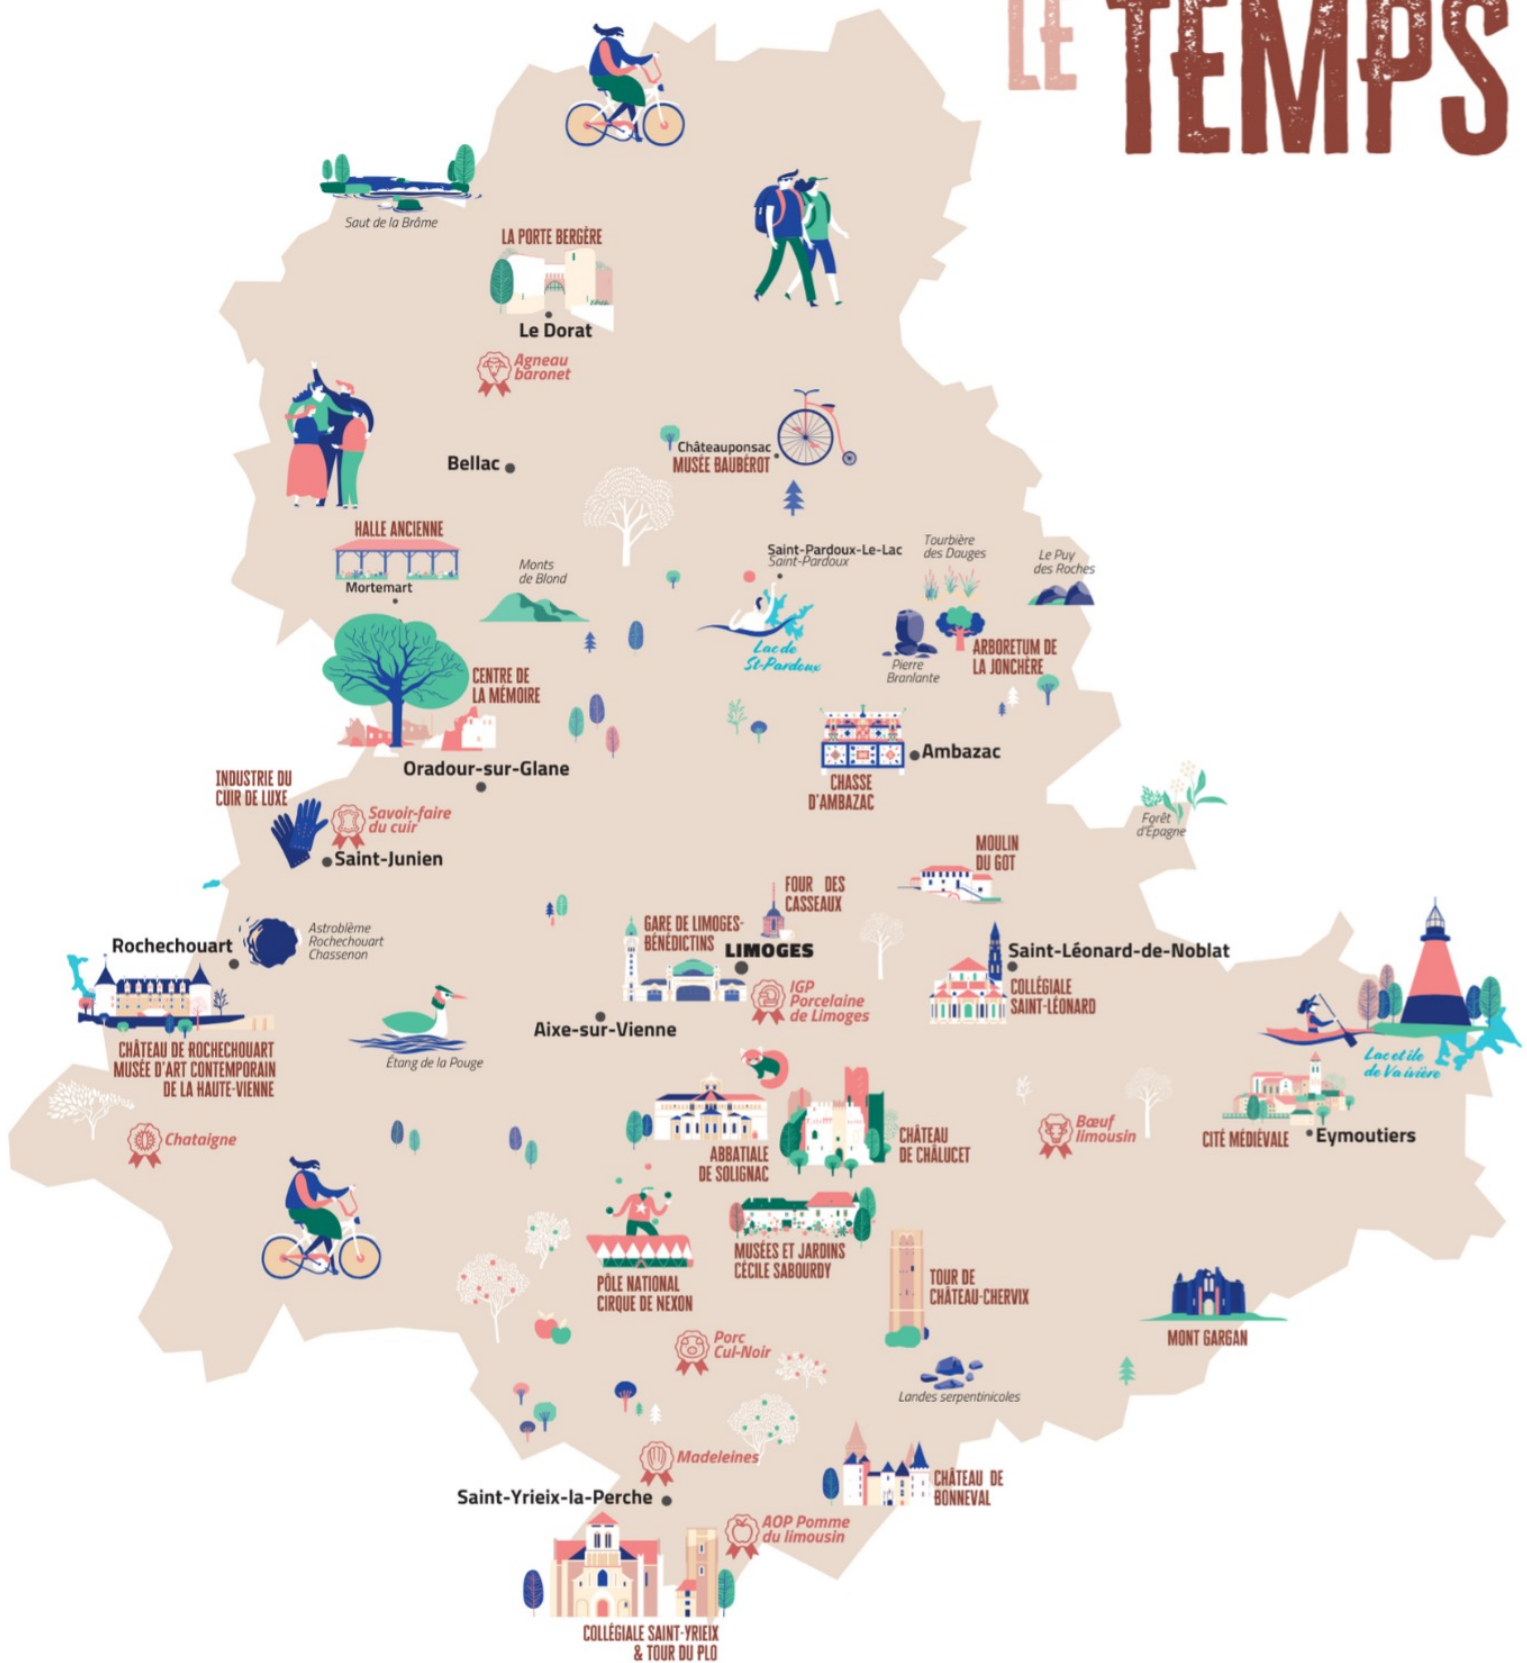 LE TEMPS
Saut de la Brâme
LA PORTE BERGÈRE
Le Dorat
Agneau
baronet
Bellac
Châteauponsac
MUSÉE BAUBÉROT
HALLE ANCIENNE
Mortemart
Monts
de Blond
Saint-Pardoux-Le-Lac
Saint-Pardoux
Tourbière
des Dauges
Le Puy
des Roches
Lac de
St-Pardoux
Pierre
Branlante
ARBORETUM DE
LA JONCHÈRE
CENTRE DE
LA MÉMOIRE
Oradour-sur-Glane
Ambazac
CHASSE
D'AMBAZAC
INDUSTRIE DU
CUIR DE LUXE
Savoir-faire
du cuir
Saint-Junien
Forêt
d'Épagne
MOULIN
DU GOT
FOUR DES
CASSEAUX
GARE DE LIMOGES-
BÉNÉDICTINS
LIMOGES
IGP
Porcelaine
de Limoges
Rochechouart
Astroblème
Rochechouart
Chassenon
Saint-Léonard-de-Noblat
COLLÉGIALE
SAINT-LÉONARD
Aixe-sur-Vienne
Étang de la Pouge
CHÂTEAU DE ROCHECHOUART
MUSÉE D'ART CONTEMPORAIN
DE LA HAUTE-VIENNE
Lac et île
de Vaivière
Chataigne
Bœuf
limousin
CITÉ MÉDIÉVALE
Eymoutiers
ABBATIALE
DE SOLIGNAC
CHÂTEAU
DE CHÂLUCET
PÔLE NATIONAL
CIRQUE DE NEXON
MUSÉES ET JARDINS
CÉCILE SABOURDY
TOUR DE
CHÂTEAU-CHERVIX
MONT GARGAN
Porc
Cul-Noir
Landes serpentinicoles
Madeleines
Saint-Yrieix-la-Perche
CHÂTEAU DE
BONNEVAL
AOP Pomme
du limousin
COLLÉGIALE SAINT-YRIEIX
& TOUR DU PLO